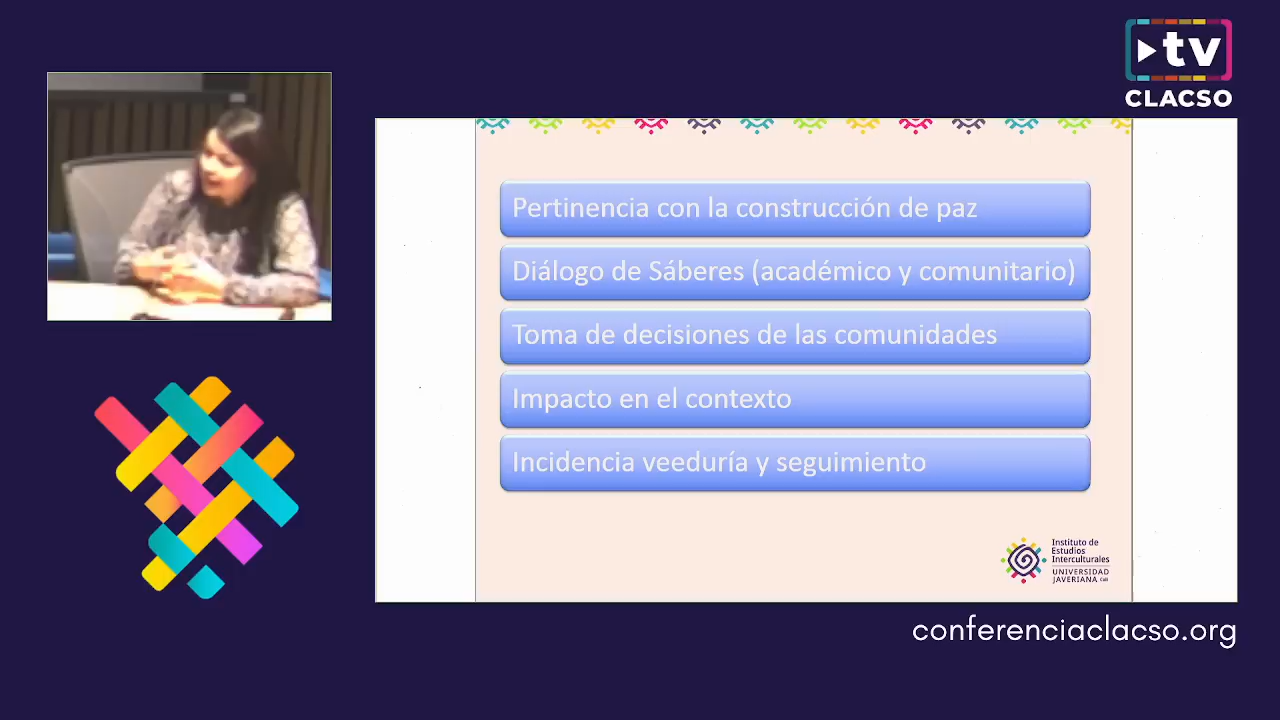 tv
CLACSO
Pertinencia con la construcción de paz
Diálogo de Sáberes (académico y comunitario)
Toma de decisiones de las comunidades
Impacto en el contexto
Incidencia veeduría y seguimiento
Instituto de
Estudios
Interculturales
UNIVERSIDAD
JAVERIANA Cali
conferenciaclacso.org